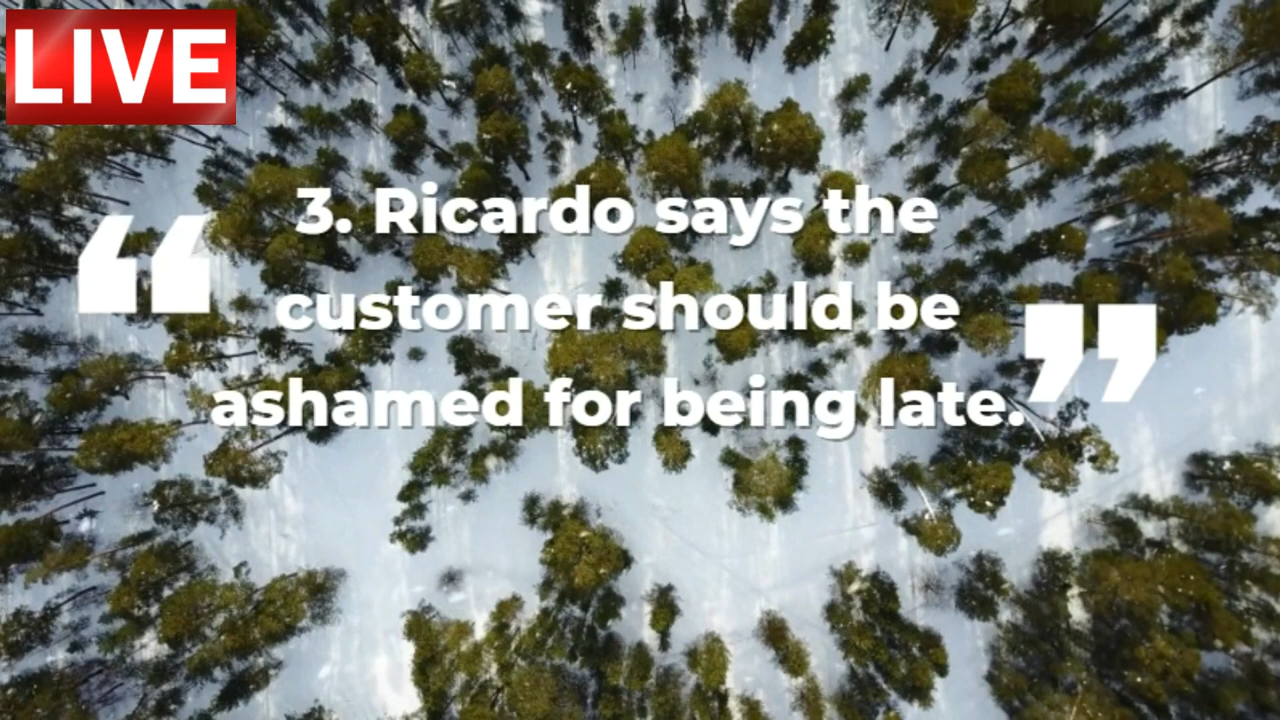 LIVE
“
3. Ricardo says the
customer should be
ashamed for being late.
”